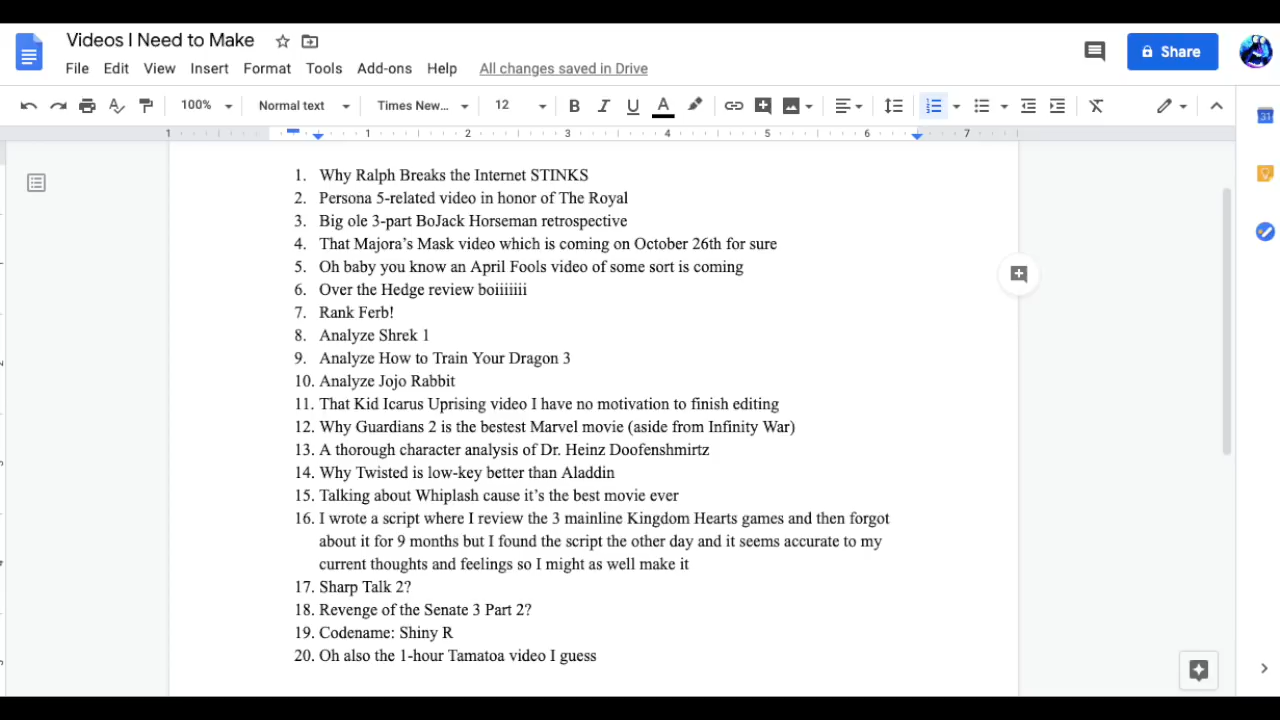 Videos I Need to Make
Share
File Edit View Insert Format Tools Add-ons Help All changes saved in Drive
100% Normal text Times New... 12 B I U A
1 1 2 3 4 5 6 7
31
1. Why Ralph Breaks the Internet STINKS
2. Persona 5-related video in honor of The Royal
3. Big ole 3-part BoJack Horseman retrospective
4. That Majora's Mask video which is coming on October 26th for sure
5. Oh baby you know an April Fools video of some sort is coming
6. Over the Hedge review boiiiiiii
7. Rank Ferb!
8. Analyze Shrek 1
9. Analyze How to Train Your Dragon 3
10. Analyze Jojo Rabbit
11. That Kid Icarus Uprising video I have no motivation to finish editing
12. Why Guardians 2 is the bestest Marvel movie (aside from Infinity War)
13. A thorough character analysis of Dr. Heinz Doofenshmirtz
14. Why Twisted is low-key better than Aladdin
15. Talking about Whiplash cause it's the best movie ever
16. I wrote a script where I review the 3 mainline Kingdom Hearts games and then forgot
about it for 9 months but I found the script the other day and it seems accurate to my
current thoughts and feelings so I might as well make it
17. Sharp Talk 2?
18. Revenge of the Senate 3 Part 2?
19. Codename: Shiny R
20. Oh also the 1-hour Tamatoa video I guess